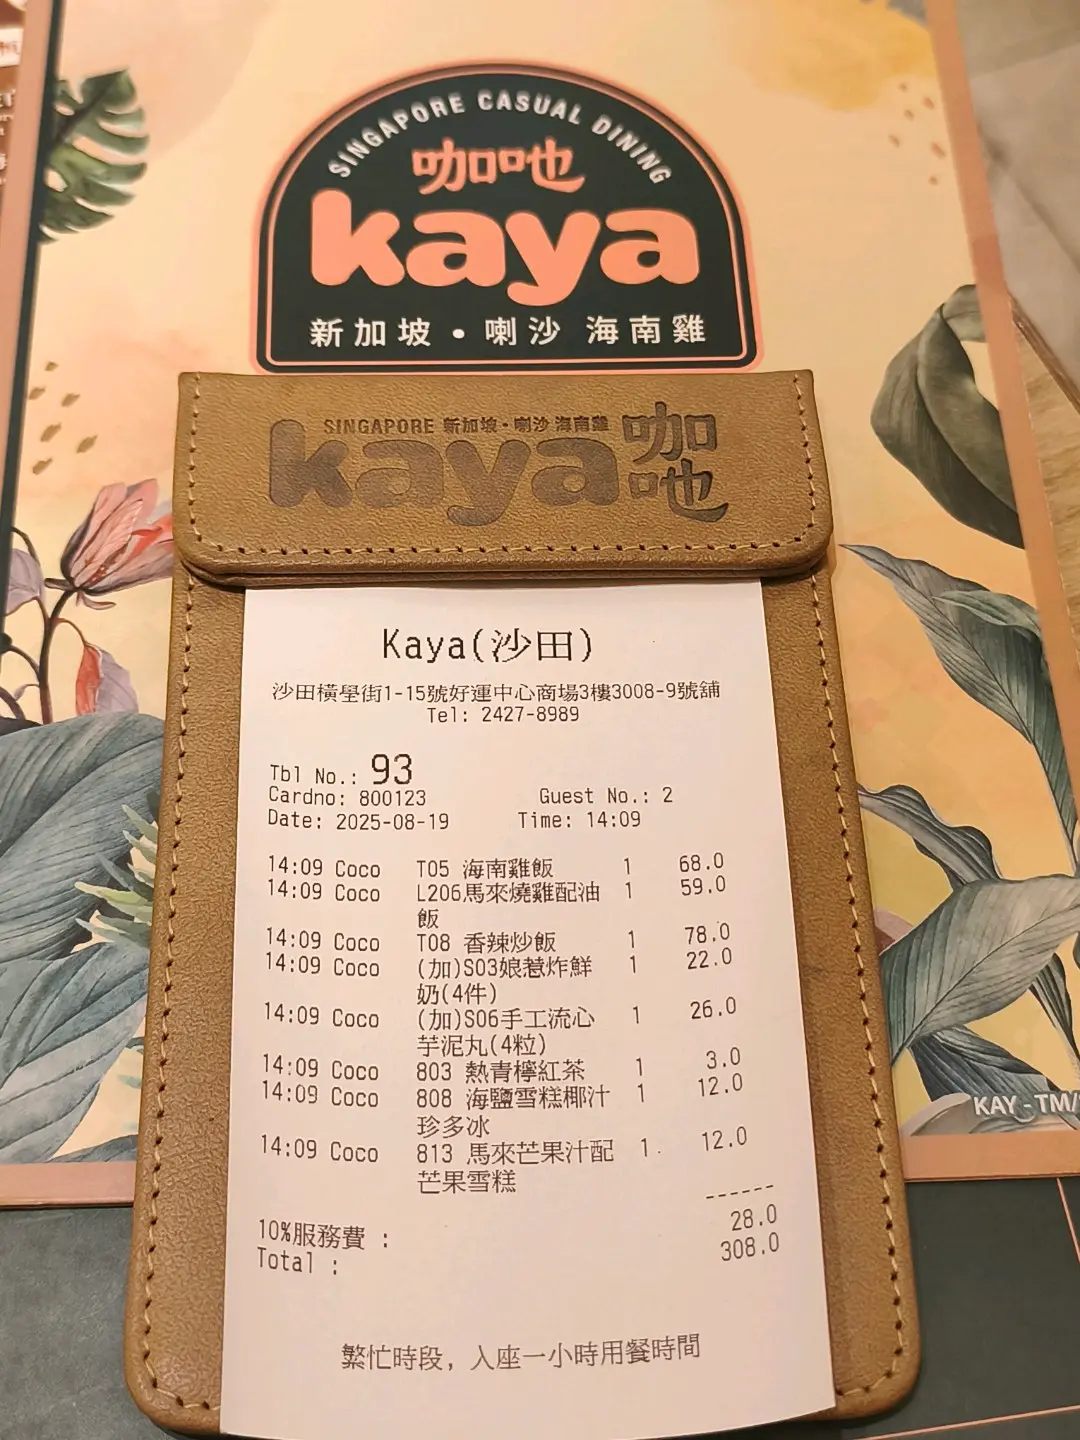 SINGAPORE CASUAL DINING
咖吔
kaya
新加坡・喇沙 海南雞
SINGAPORE 新加坡・喇沙 海南雞
kaya 咖吔
Kaya(沙田)
沙田橫壆街1-15號好運中心商場3樓3008-9號舖
Tel: 2427-8989
Tbl No.: 93
Cardno: 800123 Guest No.: 2
Date: 2025-08-19 Time: 14:09
14:09 Coco T05 海南雞飯 1 68.0
14:09 Coco L206馬來燒雞配油 1 59.0
飯
14:09 Coco T08 香辣炒飯 1 78.0
14:09 Coco (加)S03娘惹炸鮮 1 22.0
奶(4件)
14:09 Coco (加)S06手工流心 1 26.0
芋泥丸(4粒)
14:09 Coco 803 熱青檸紅茶 1 3.0
14:09 Coco 808 海鹽雪糕椰汁 1 12.0
珍多冰
14:09 Coco 813 馬來芒果汁配 1 12.0
芒果雪糕
------
10%服務費 : 28.0
Total : 308.0
繁忙時段, 入座一小時用餐時間
KAY - TM/